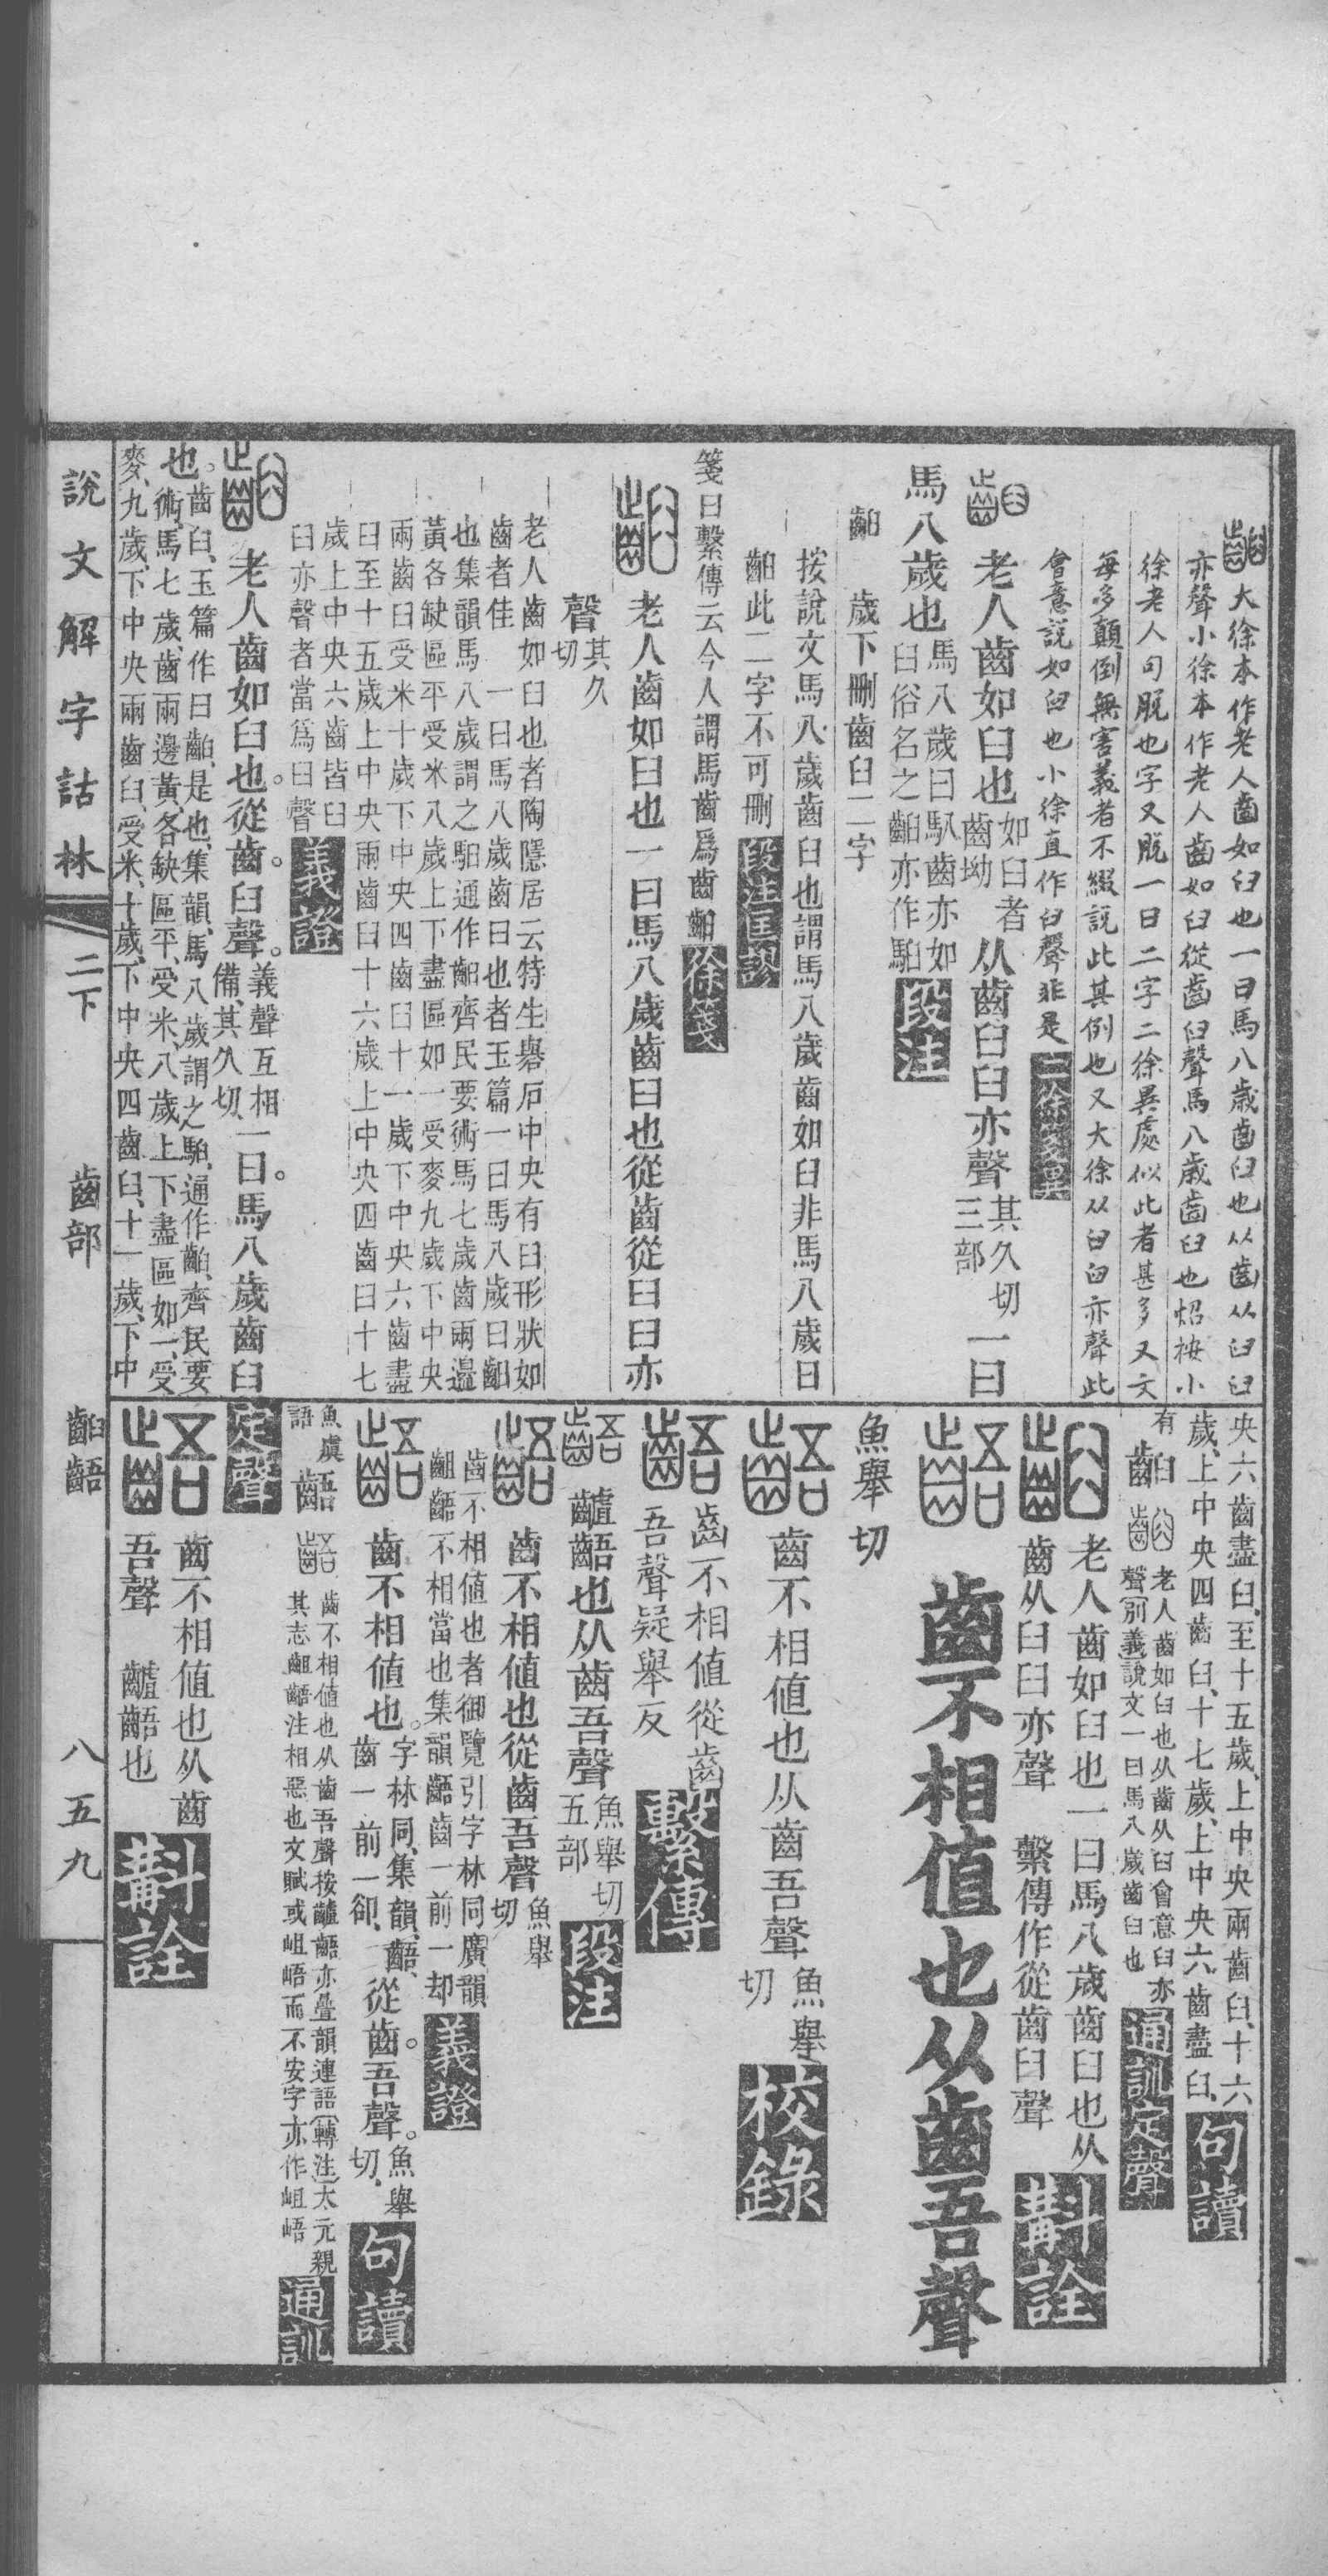 大徐本作老人齒如臼也一曰馬八歲齒臼也从齒从臼臼
亦聲小徐本作老人齒如臼從齒臼聲馬八歲齒臼也炤按小
徐老人句脫也字又脫一曰二字二徐異處似此者甚多又文
每多顛倒無害義者不綴說此其例也又大徐从臼臼亦聲此
會意說如臼也小徐直作臼聲非是
老人齒如臼也如臼者齒坳从齒臼臼亦聲其久切三部一曰
馬八歲也馬八歲曰馭齒亦如臼俗名之齨亦作𩢡段注
齨 歲下刪齒臼二字
按說文馬八歲齒臼也謂馬八歲齒如臼非馬八歲曰
齨此二字不可刪段注匡謬
箋曰繫傳云今人謂馬齒爲齒齨徐箋
老人齒如臼也一曰馬八歲齒臼也從齒從臼臼亦
聲其久切
老人齒如臼也者陶隱居云特生礜石中央有臼形狀如
齒者佳 一曰馬八歲齒臼也者玉篇一曰馬八歲曰齨
也集韻馬八歲謂之𩢡通作齨齊民要術馬七歲齒兩邊
黃各缺區平受米八歲上下盡區如一受麥九歲下中央
兩齒臼受米十歲下中央四齒臼十一歲下中央六齒盡
臼至十五歲上中央兩齒臼十六歲上中央四齒臼十七
歲上中央六齒皆臼
臼亦聲者當爲臼聲義證
老人齒如臼也。從齒。臼聲。義聲互相備、其久切、一曰。馬八歲齒臼
也。齒臼、玉篇作曰齨、是也、集韻、馬八歲謂之𩢡、通作齨、齊民要術、馬七歲、齒兩邊黃、各缺區平、受米、八歲上下盡區如一、受
麥、九歲、下中央兩齒臼、受米、十歲、下中央四齒臼、十一歲、下中
央六齒盡臼、至十五歲、上中央兩齒臼、十六
歲、上中央四齒臼、十七歲、上中央六齒盡臼、句讀
有臼 齨 老人齒如臼也从齒从臼會意臼亦聲(別義)說文一曰馬八歲齒臼也通訓定聲
老人齒如臼也一曰馬八歲齒臼也从
齒从臼臼亦聲 繫傳作從齒臼聲斠詮
齒不相值也从齒吾聲
魚舉切
齒不相値也从齒吾聲魚舉切校錄
齒不相値從齒
吾聲疑舉反繫傳
齬 齟齬也从齒吾聲魚舉切五部段注
齒不相値也從齒吾聲魚舉切
齒不相値也者御覽引字林同廣韻
齟齬不相當也集韻齬齒一前一却義證
齒不相値也。字林同、集韻、齬、齒一前一卻、從齒。吾聲。魚舉切、句讀
魚虞語 齬 齒不相値也从齒吾聲按齟齬亦疊韻連語(轉注)太元親其志齟齬注相惡也文賦或岨峿而不安字亦作岨峿通訓
定聲
齒不相値也从齒
吾聲 齟齬也斠詮
說文解字詁林 二下 齒部 齨齬 八五九